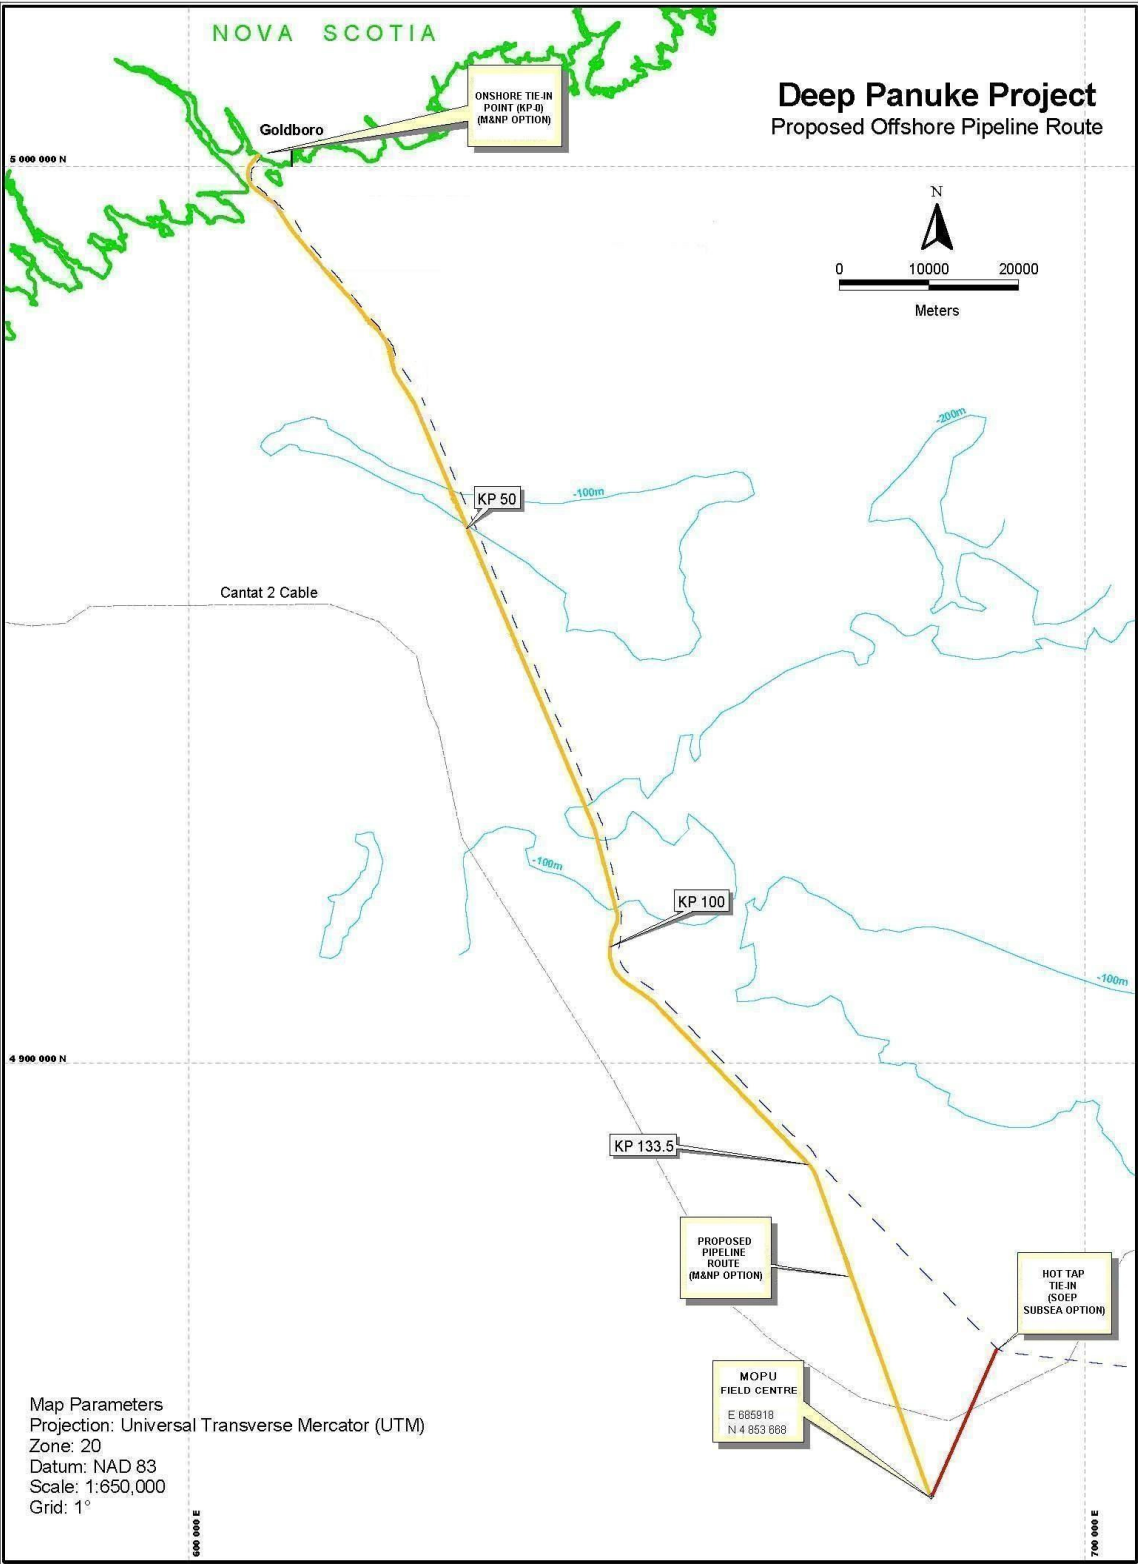 NOVA SCOTIA
Deep Panuke Project
Proposed Offshore Pipeline Route
ONSHORE TIE-IN
POINT (KP-0)
(M&NP OPTION)
Goldboro
5 000 000 N
N
0 10000 20000
Meters
-200m
-100m
KP 50
Cantat 2 Cable
-100m
KP 100
-100m
4 900 000 N
KP 133.5
PROPOSED
PIPELINE
ROUTE
(M&NP OPTION)
HOT TAP
TIE-IN
(SOEP
SUBSEA OPTION)
MOPU
FIELD CENTRE
E 685918
N 4 853 668
Map Parameters
Projection: Universal Transverse Mercator (UTM)
Zone: 20
Datum: NAD 83
Scale: 1:650,000
Grid: 1°
600 000 E
700 000 E